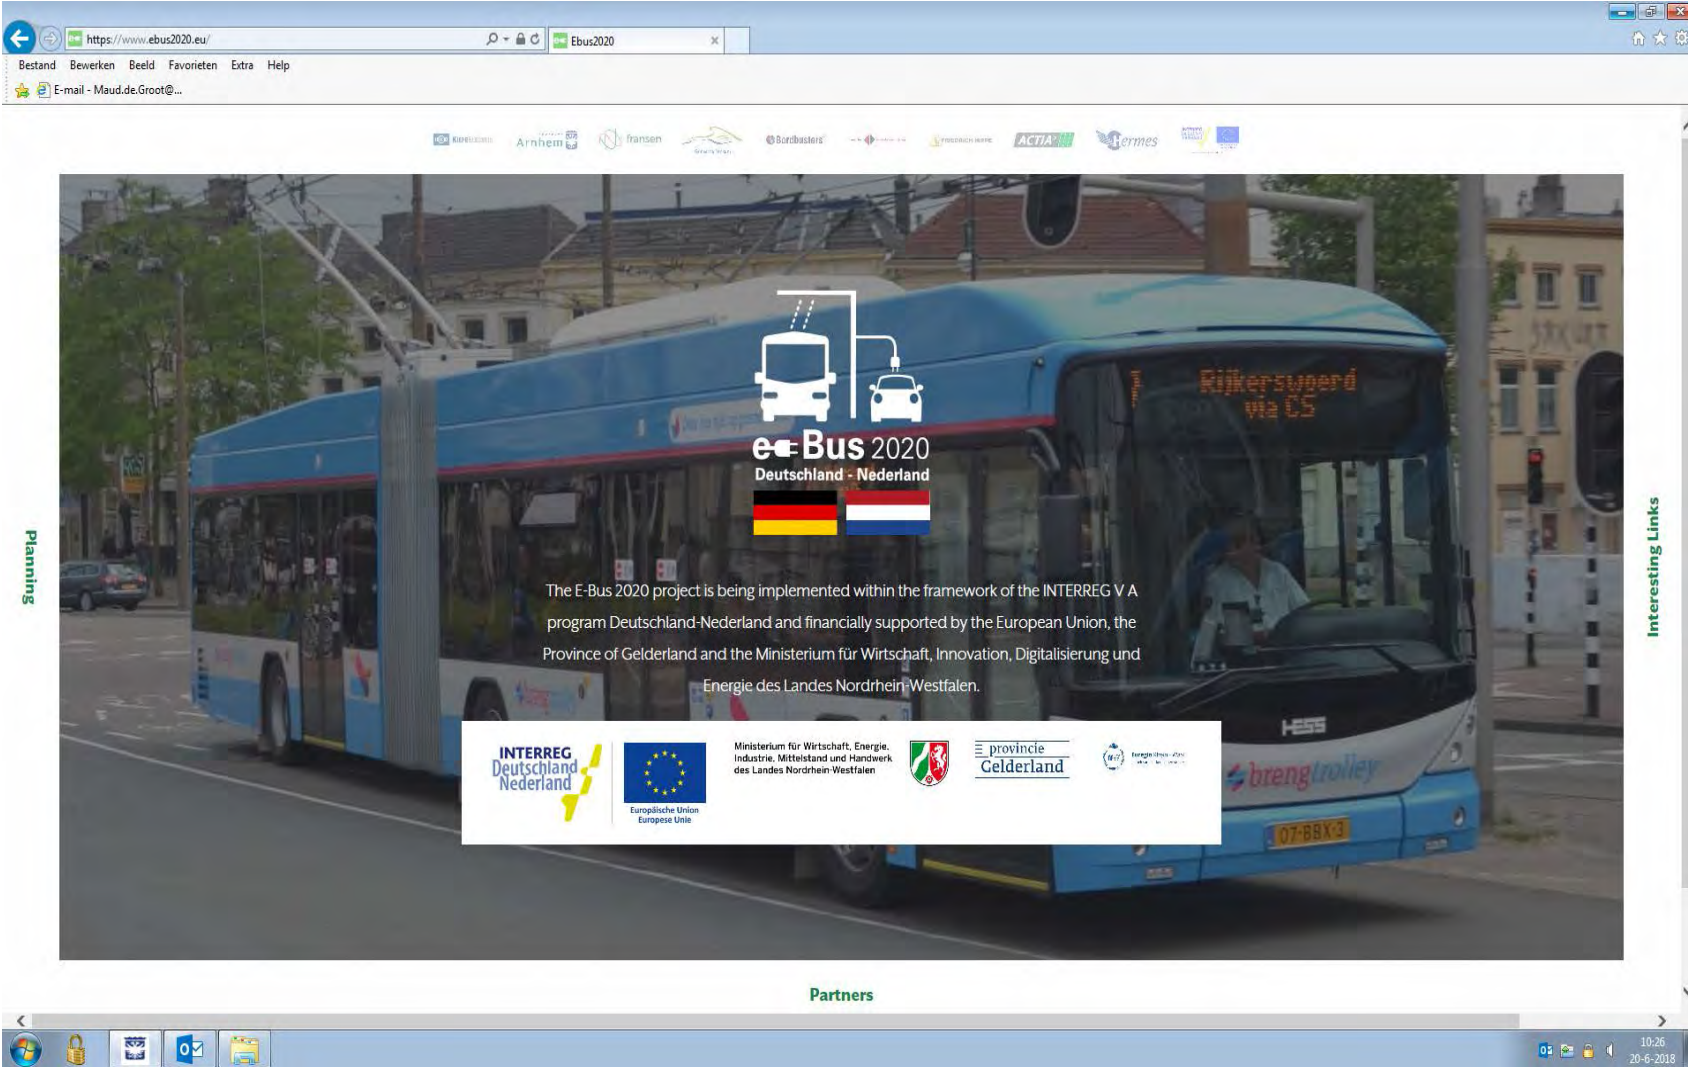 https://www.ebus2020.eu/
Ebus2020
Bestand Bewerken Beeld Favorieten Extra Help
E-mail - Maud.de.Groot@...
Arnhem
fransen
Bordbusters
ACTIA
Hermes
Rijkerswoerd
via CS
e Bus 2020
Deutschland - Nederland
Planning
Interesting Links
The E-Bus 2020 project is being implemented within the framework of the INTERREG V A
program Deutschland-Nederland and financially supported by the European Union, the
Province of Gelderland and the Ministerium für Wirtschaft, Innovation, Digitalisierung und
Energie des Landes Nordrhein-Westfalen.
HESS
INTERREG
Deutschland
Nederland
Europäische Union
Europese Unie
Ministerium für Wirtschaft, Energie,
Industrie, Mittelstand und Handwerk
des Landes Nordrhein-Westfalen
provincie
Gelderland
brengtrolley
07-BBX-3
Partners
10:26
20-6-2018